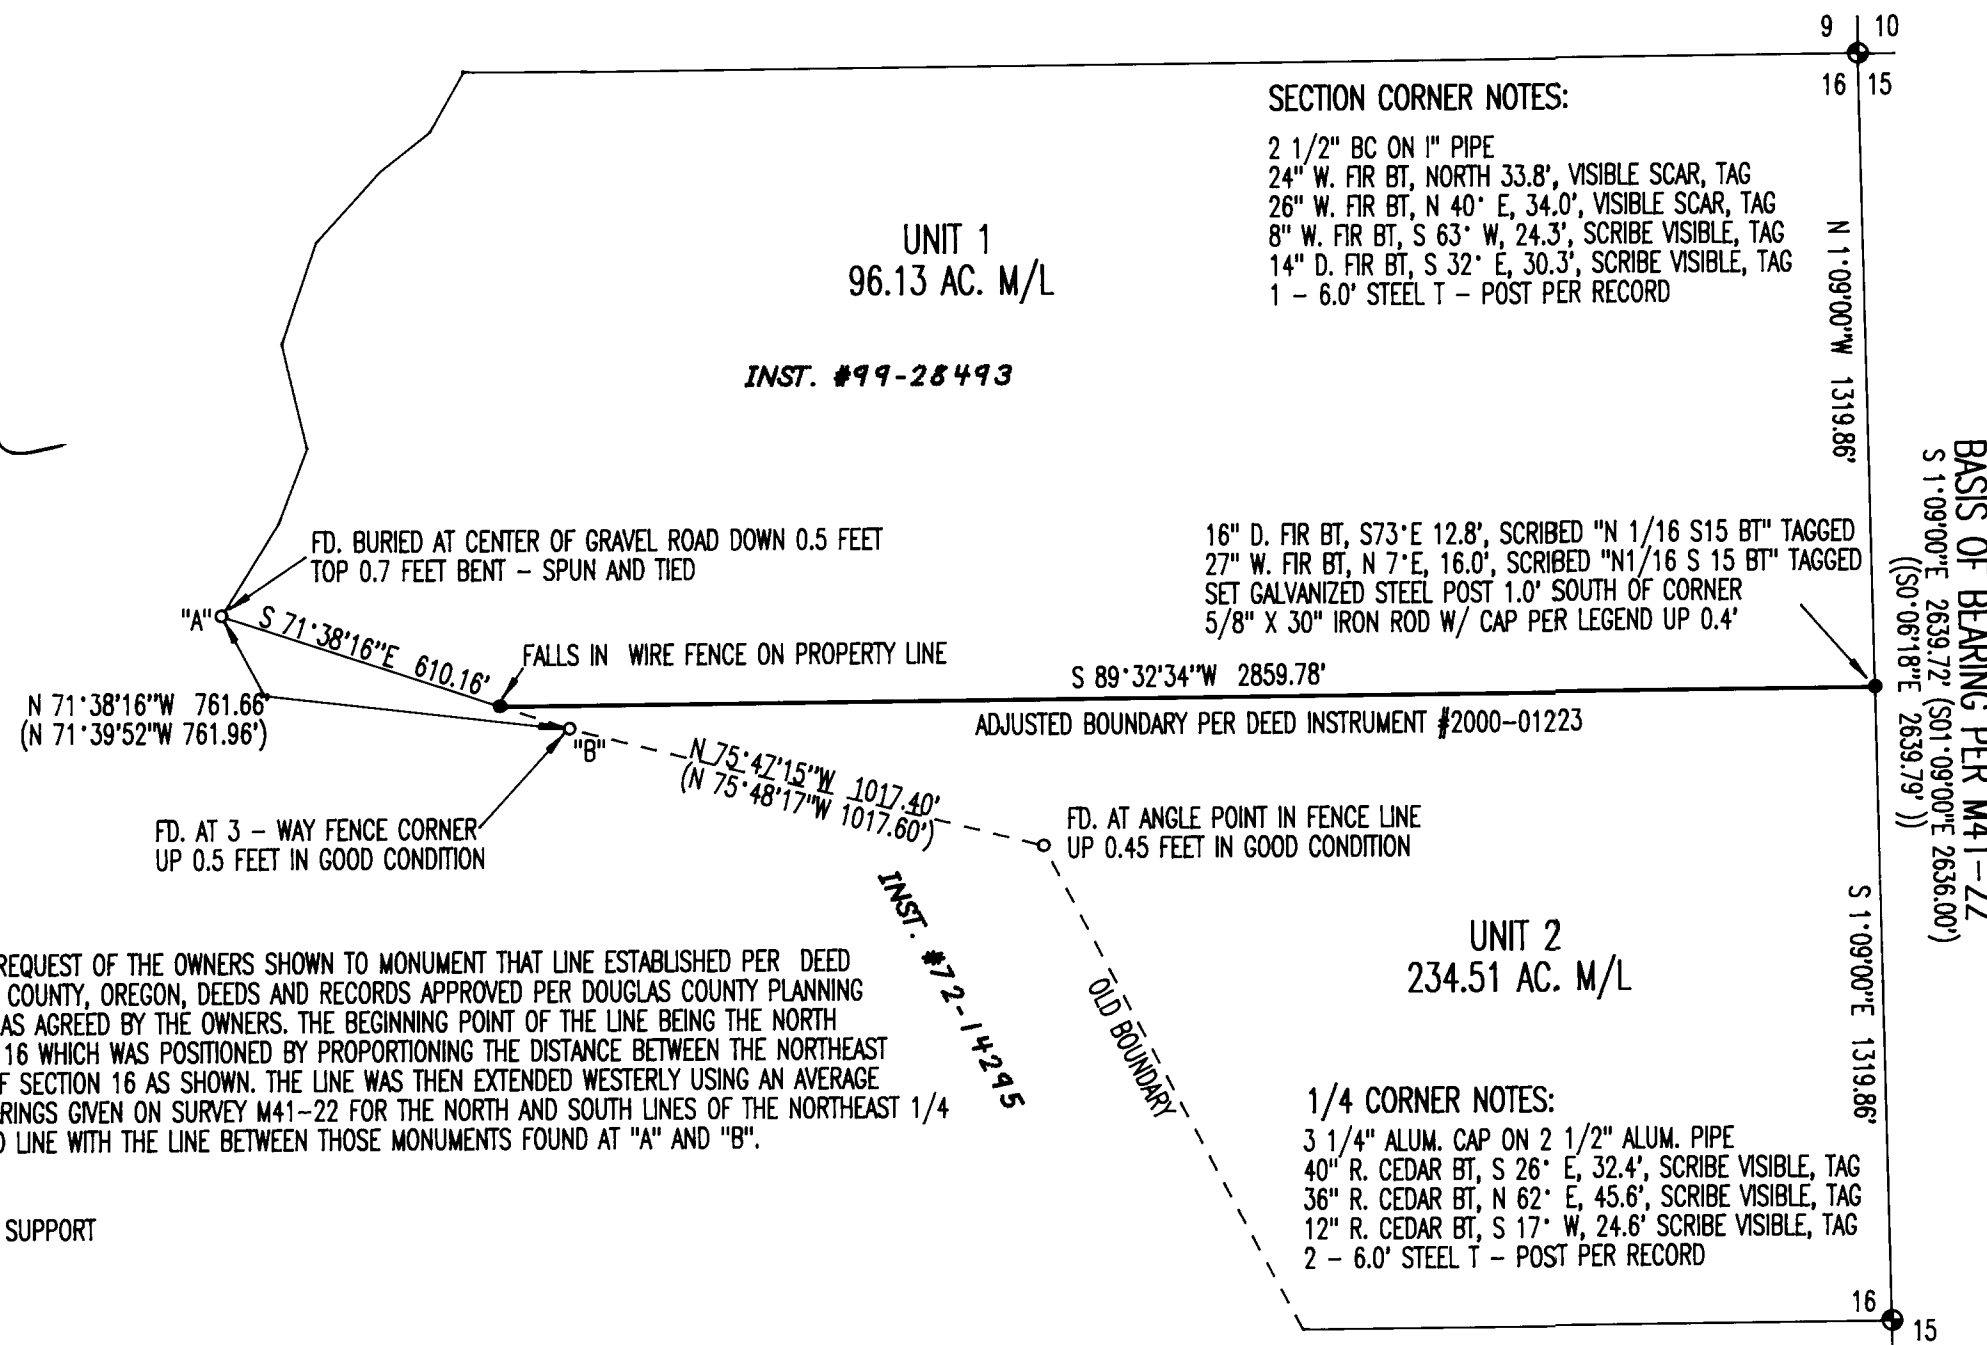 9 10
16 15
SECTION CORNER NOTES:
2 1/2" BC ON 1" PIPE
24" W. FIR BT, NORTH 33.8', VISIBLE SCAR, TAG
26" W. FIR BT, N 40° E, 34.0', VISIBLE SCAR, TAG
8" W. FIR BT, S 63° W, 24.3', SCRIBE VISIBLE, TAG
14" D. FIR BT, S 32° E, 30.3', SCRIBE VISIBLE, TAG
1 - 6.0' STEEL T - POST PER RECORD
UNIT 1
96.13 AC. M/L
INST. #99-28493
N 1°09'00"W 1319.86'
BASIS OF BEARING PER M41-22
S 1°09'00"E 2639.72' (S01°09'00"E 2636.00')
((S0°06'18"E 2639.79'))
FD. BURIED AT CENTER OF GRAVEL ROAD DOWN 0.5 FEET
TOP 0.7 FEET BENT - SPUN AND TIED
16" D. FIR BT, S73°E 12.8', SCRIBED "N 1/16 S15 BT" TAGGED
27" W. FIR BT, N 7°E, 16.0', SCRIBED "N1/16 S 15 BT" TAGGED
SET GALVANIZED STEEL POST 1.0' SOUTH OF CORNER
5/8" X 30" IRON ROD W/ CAP PER LEGEND UP 0.4'
"A"
S 71°38'16"E 610.16'
FALLS IN WIRE FENCE ON PROPERTY LINE
S 89°32'34"W 2859.78'
ADJUSTED BOUNDARY PER DEED INSTRUMENT #2000-01223
N 71°38'16"W 761.66'
(N 71°39'52"W 761.96')
"B"
N 75°47'15"W 1017.40'
(N 75°48'17"W 1017.60')
FD. AT 3 - WAY FENCE CORNER
UP 0.5 FEET IN GOOD CONDITION
FD. AT ANGLE POINT IN FENCE LINE
UP 0.45 FEET IN GOOD CONDITION
INST. #72-14295
OLD BOUNDARY
UNIT 2
234.51 AC. M/L
S 1°09'00"E 1319.86'
REQUEST OF THE OWNERS SHOWN TO MONUMENT THAT LINE ESTABLISHED PER DEED
COUNTY, OREGON, DEEDS AND RECORDS APPROVED PER DOUGLAS COUNTY PLANNING
AS AGREED BY THE OWNERS. THE BEGINNING POINT OF THE LINE BEING THE NORTH
16 WHICH WAS POSITIONED BY PROPORTIONING THE DISTANCE BETWEEN THE NORTHEAST
F SECTION 16 AS SHOWN. THE LINE WAS THEN EXTENDED WESTERLY USING AN AVERAGE
RINGS GIVEN ON SURVEY M41-22 FOR THE NORTH AND SOUTH LINES OF THE NORTHEAST 1/4
LINE WITH THE LINE BETWEEN THOSE MONUMENTS FOUND AT "A" AND "B".
SUPPORT
1/4 CORNER NOTES:
3 1/4" ALUM. CAP ON 2 1/2" ALUM. PIPE
40" R. CEDAR BT, S 26° E, 32.4', SCRIBE VISIBLE, TAG
36" R. CEDAR BT, N 62° E, 45.6', SCRIBE VISIBLE, TAG
12" R. CEDAR BT, S 17° W, 24.6' SCRIBE VISIBLE, TAG
2 - 6.0' STEEL T - POST PER RECORD
16
15